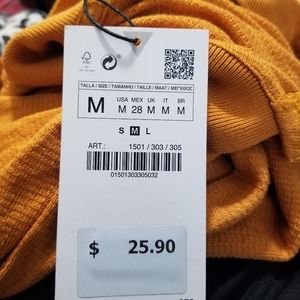 FSC
TALLA / SIZE / TAMANHO / TAILLE / MAAT / ΜΕΓΕΘΟΣ
M USA MEX UK IT BR
M 28 M M M
S M L
ART.: 1501 / 303 / 305
01501303305032
$ 25.90